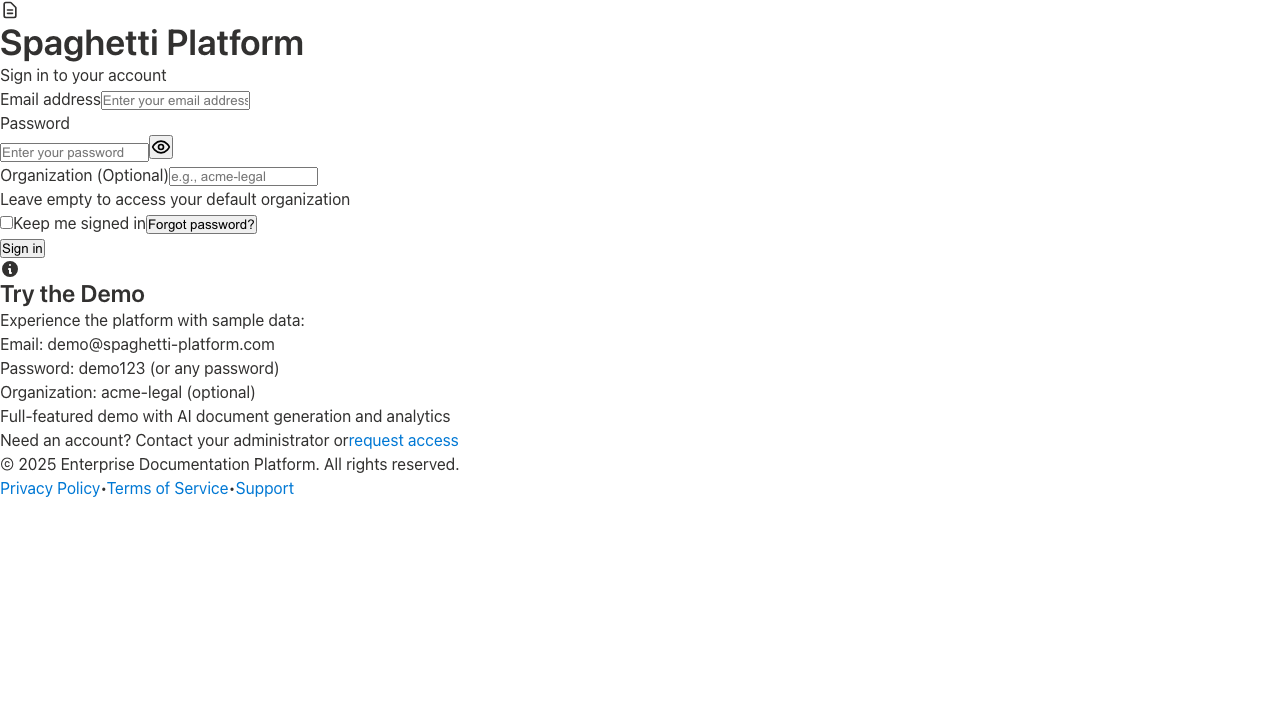 Spaghetti Platform
Sign in to your account
Email address Enter your email address
Password
Enter your password
Organization (Optional) e.g., acme-legal
Leave empty to access your default organization
Keep me signed in Forgot password?
Sign in
Try the Demo
Experience the platform with sample data:
Email: demo@spaghetti-platform.com
Password: demo123 (or any password)
Organization: acme-legal (optional)
Full-featured demo with AI document generation and analytics
Need an account? Contact your administrator orrequest access
© 2025 Enterprise Documentation Platform. All rights reserved.
Privacy Policy•Terms of Service•Support